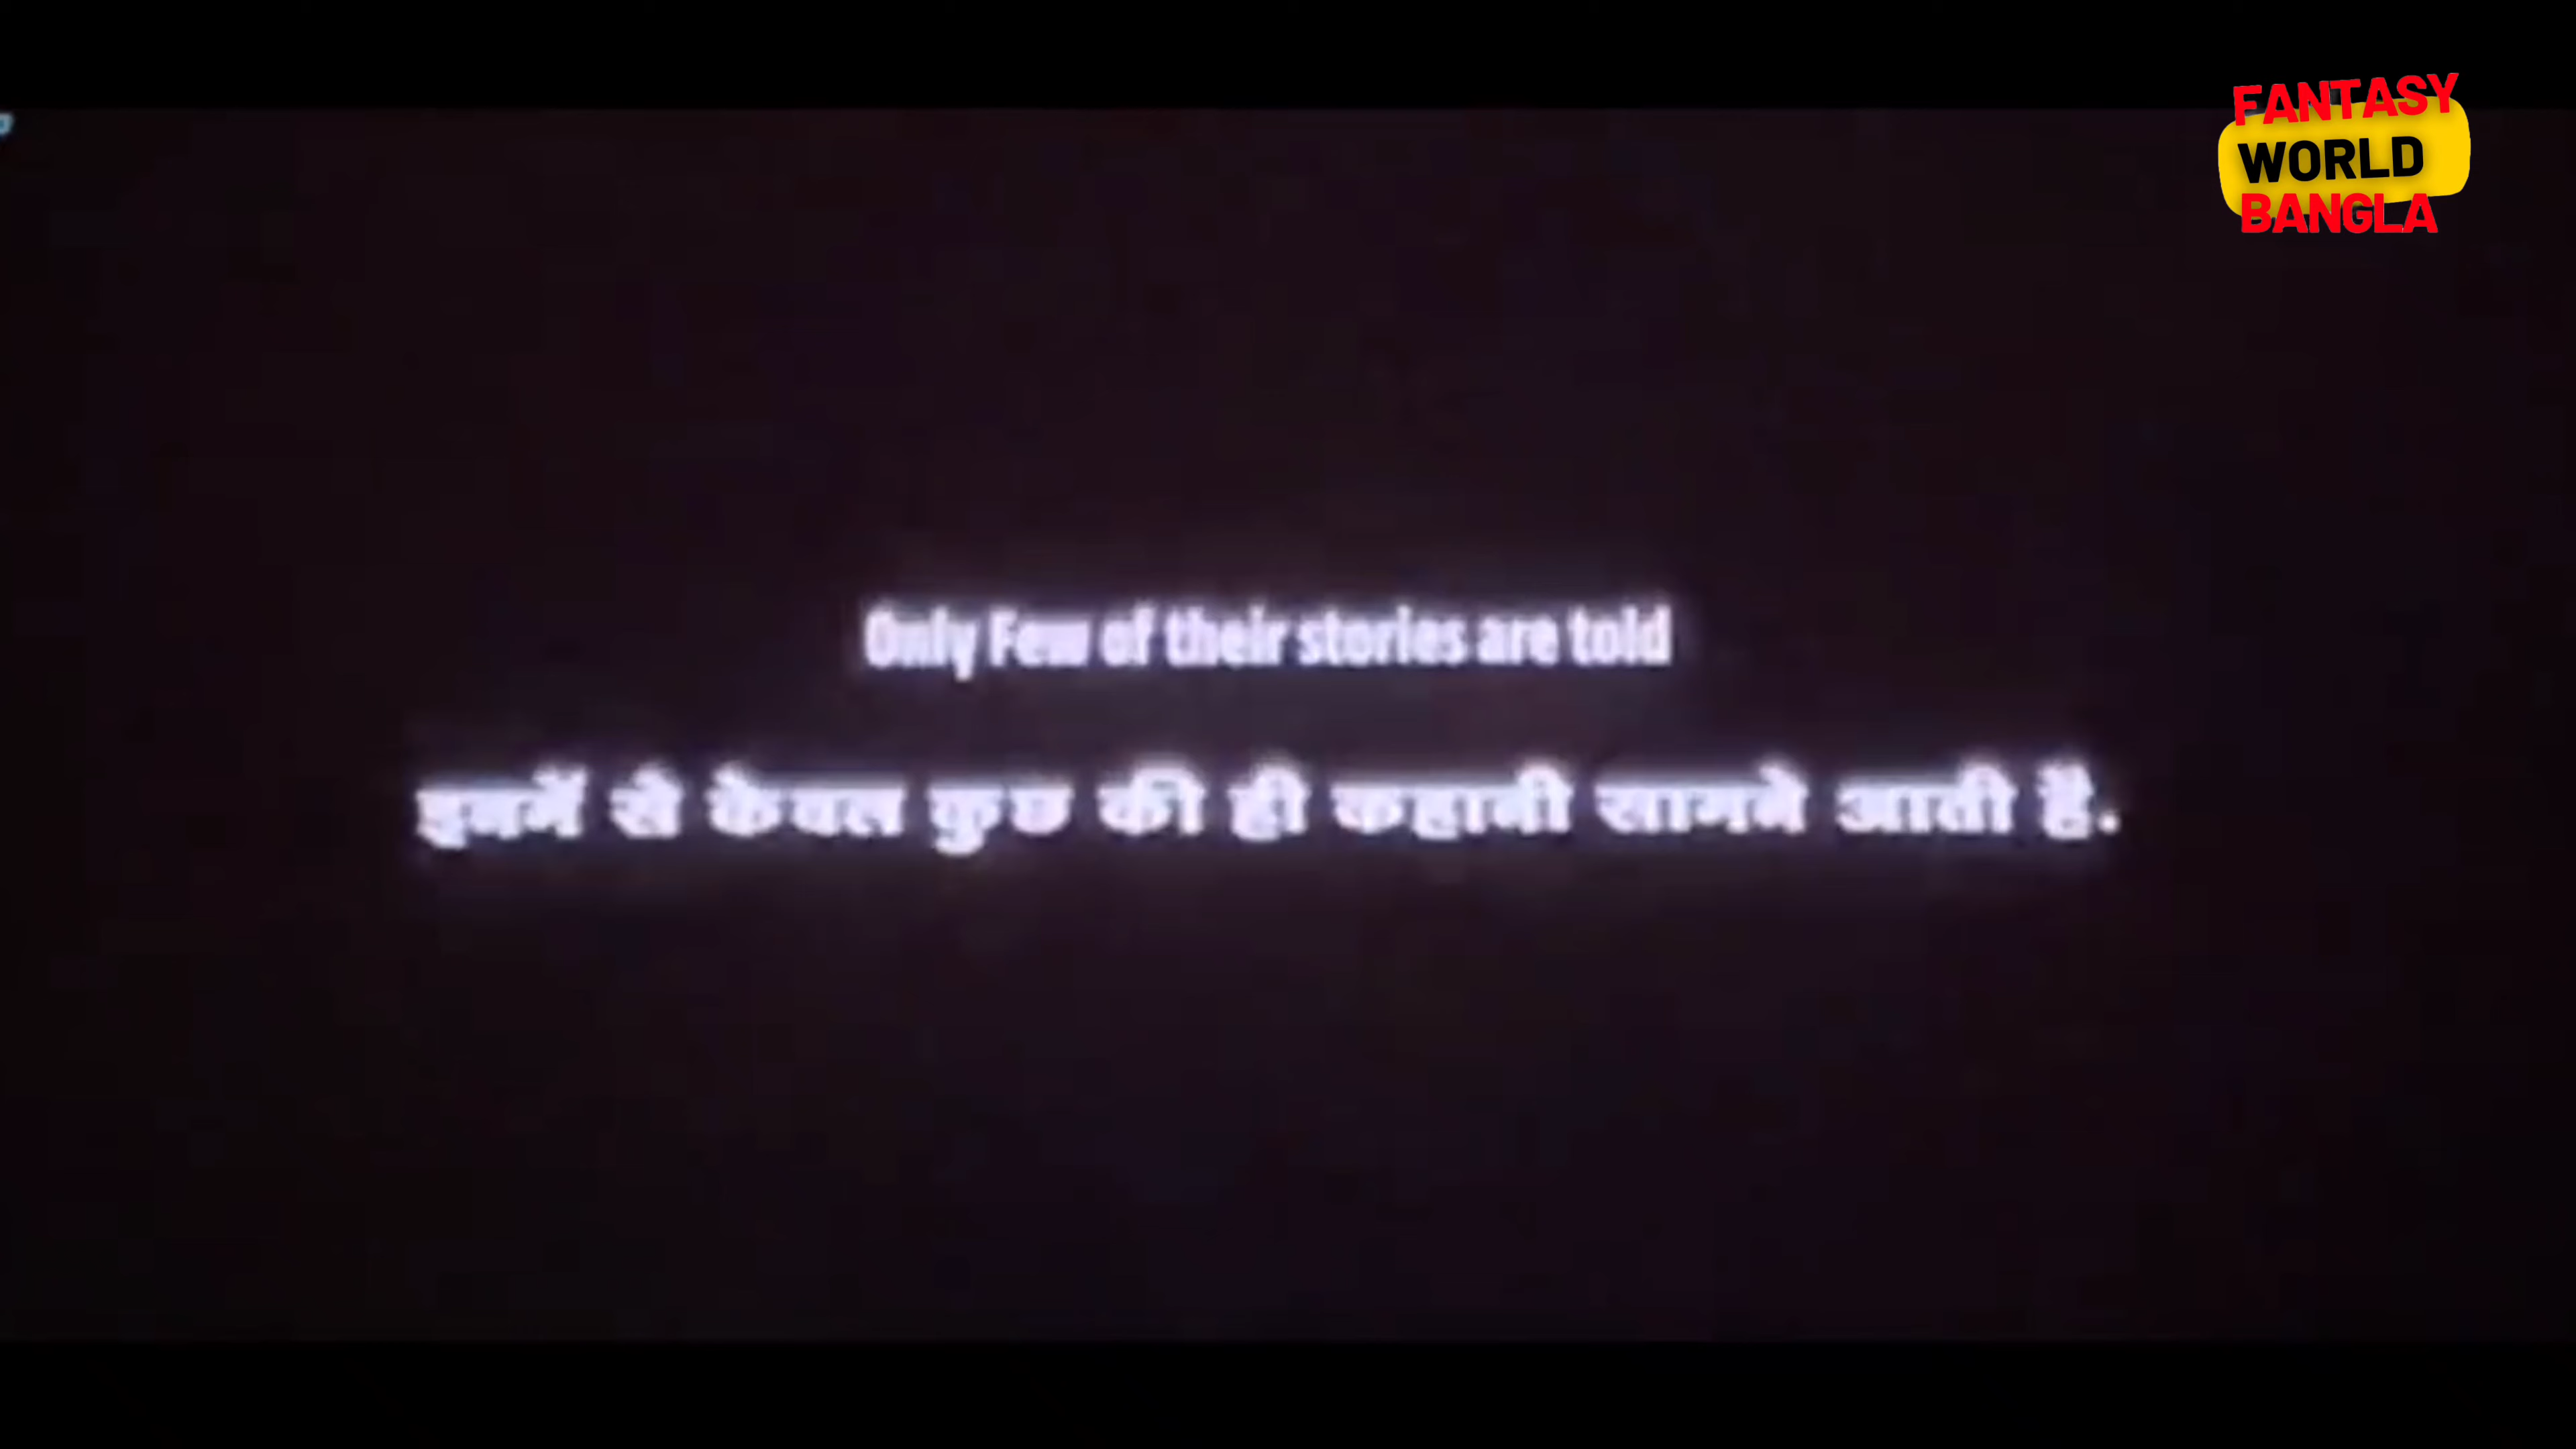 FANTASY
WORLD
BANGLA
Only Few of their stories are told
इनमें से केवल कुछ की ही कहानी सामने आती है.